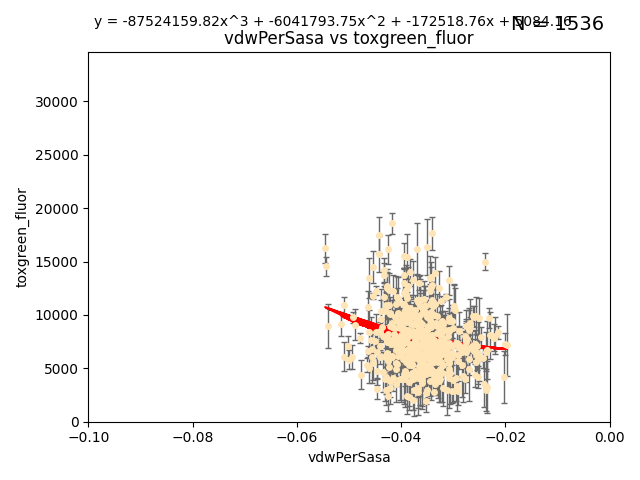 y = -87524159.82x^3 + -6041793.75x^2 + -172518.76x +
N = 1536
vdwPerSasa vs toxgreen_fluor
toxgreen_fluor
30000
25000
20000
15000
10000
5000
0
−0.10
−0.08
−0.06
−0.04
−0.02
0.00
vdwPerSasa